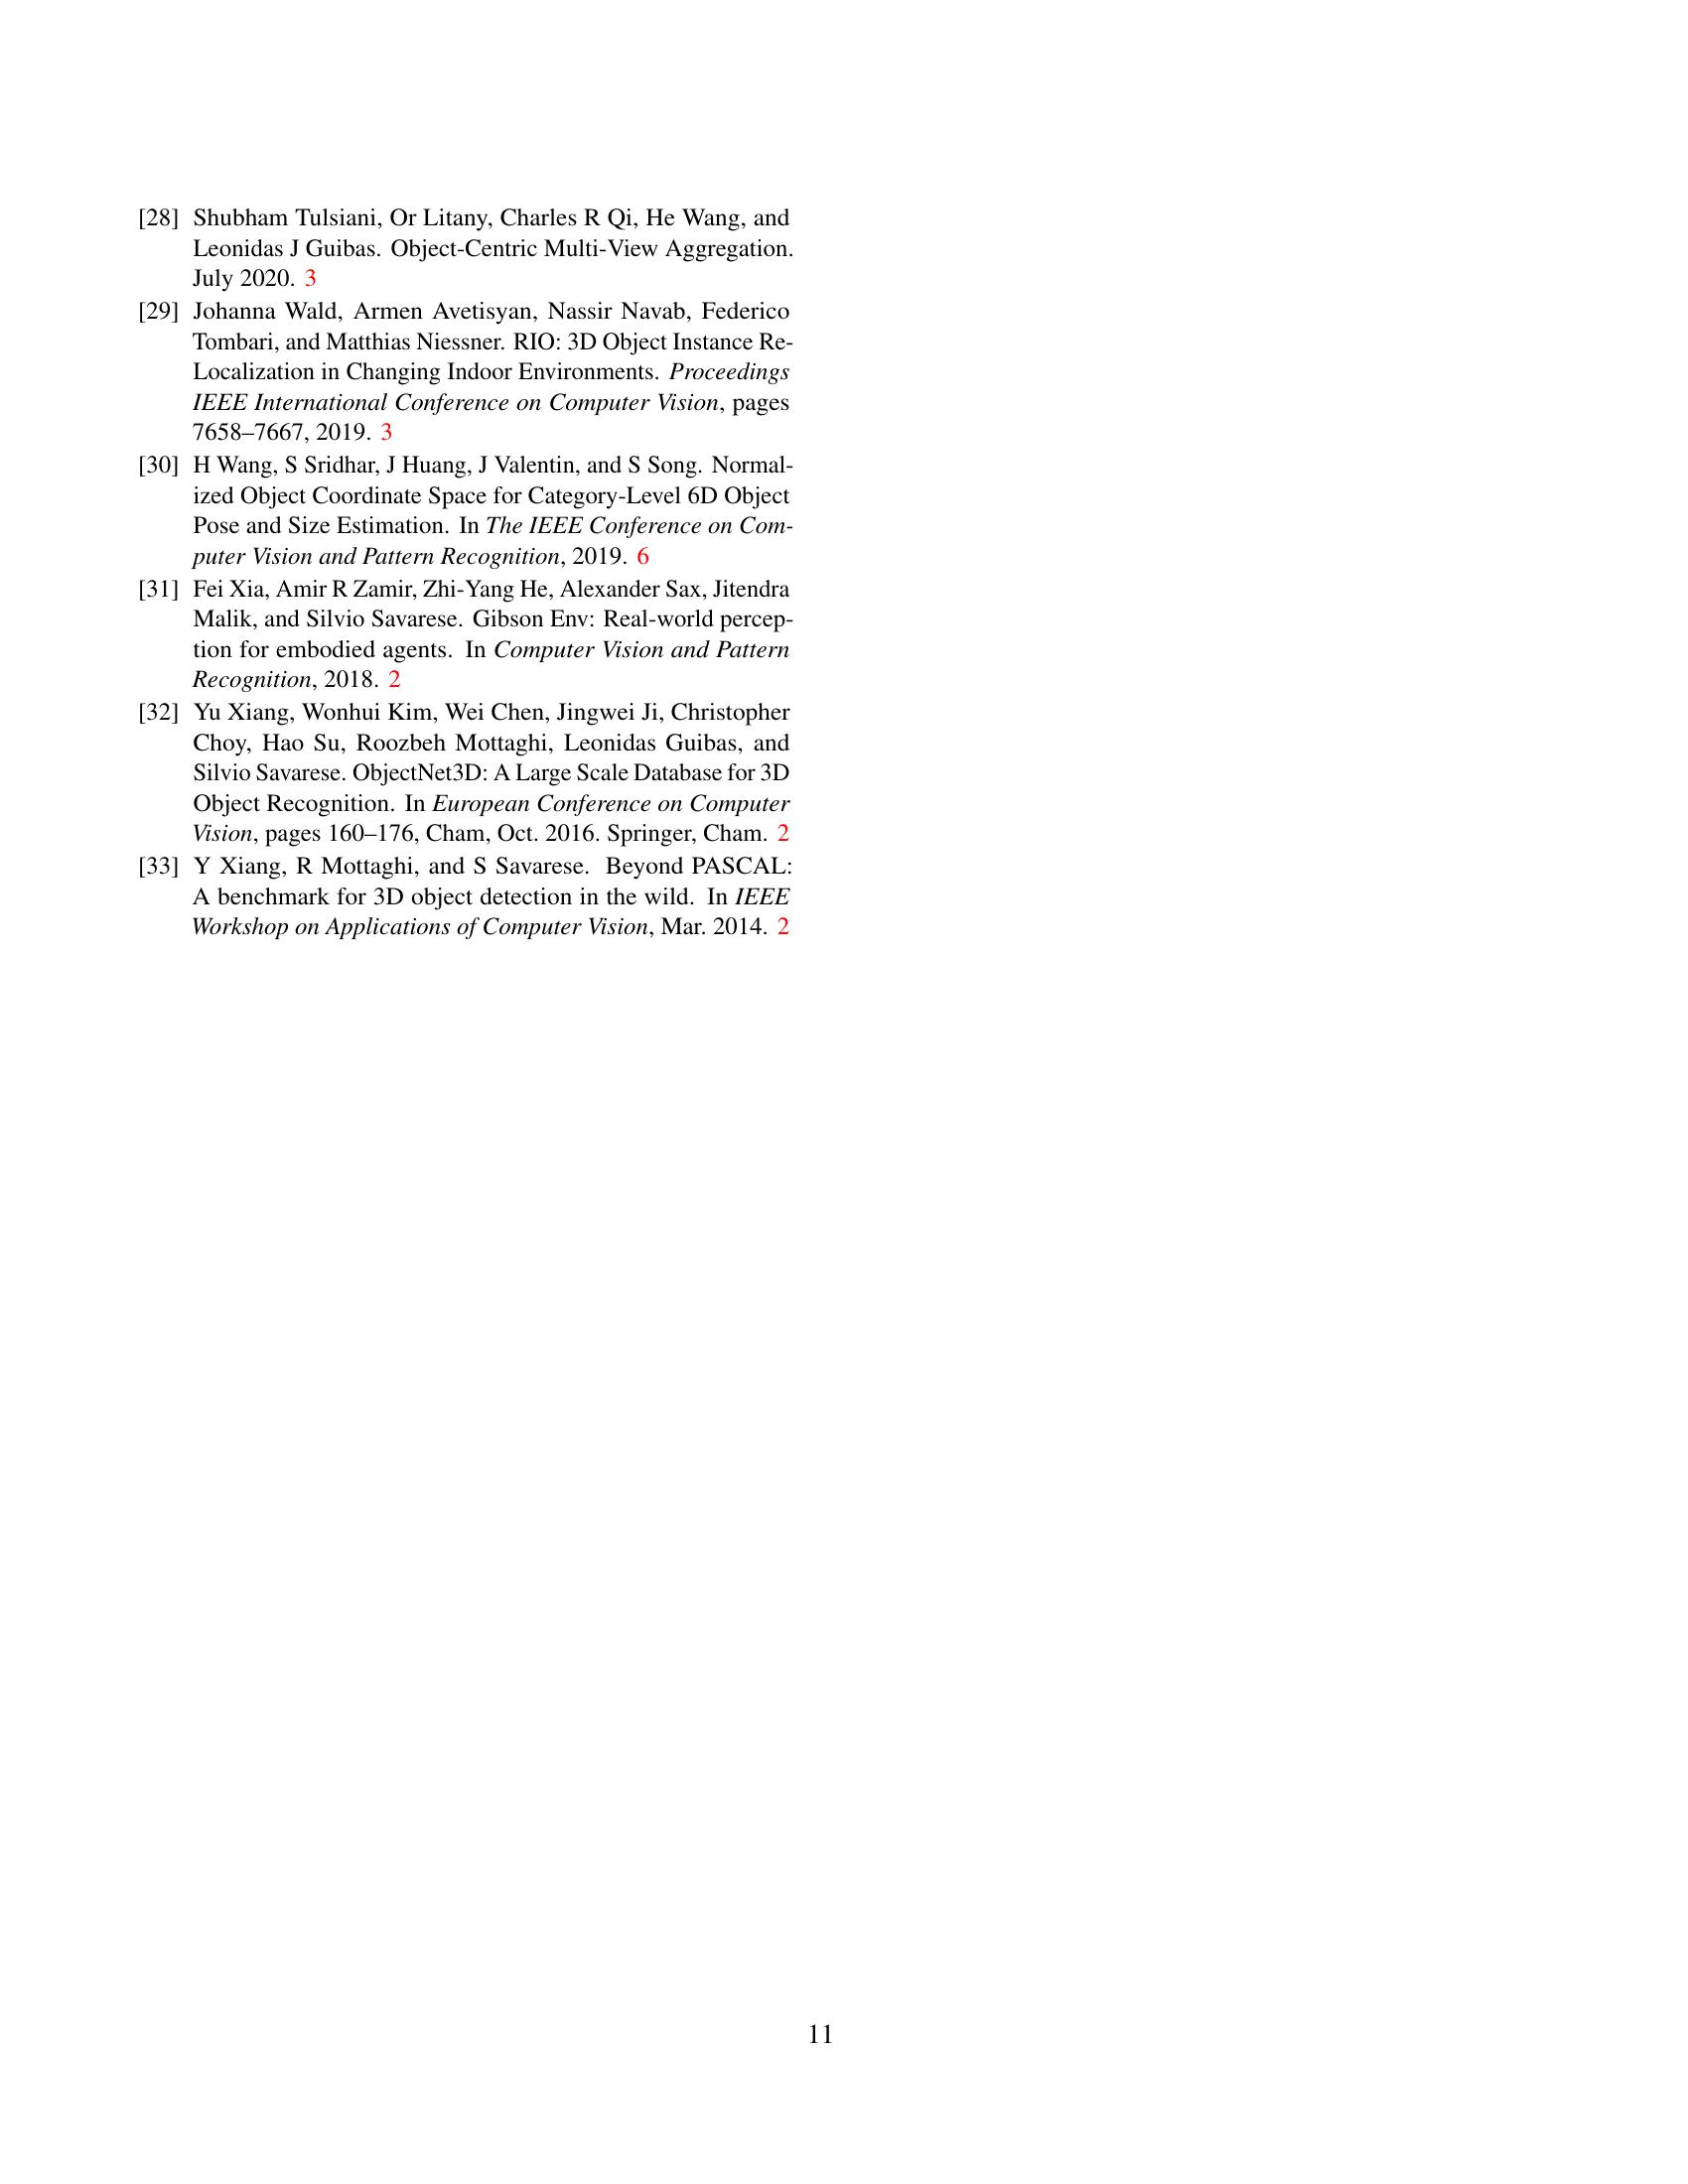 [28] Shubham Tulsiani, Or Litany, Charles R Qi, He Wang, and
Leonidas J Guibas. Object-Centric Multi-View Aggregation.
July 2020. 3
[29] Johanna Wald, Armen Avetisyan, Nassir Navab, Federico
Tombari, and Matthias Niessner. RIO: 3D Object Instance Re-
Localization in Changing Indoor Environments. Proceedings
IEEE International Conference on Computer Vision, pages
7658–7667, 2019. 3
[30] H Wang, S Sridhar, J Huang, J Valentin, and S Song. Normal-
ized Object Coordinate Space for Category-Level 6D Object
Pose and Size Estimation. In The IEEE Conference on Com-
puter Vision and Pattern Recognition, 2019. 6
[31] Fei Xia, Amir R Zamir, Zhi-Yang He, Alexander Sax, Jitendra
Malik, and Silvio Savarese. Gibson Env: Real-world percep-
tion for embodied agents. In Computer Vision and Pattern
Recognition, 2018. 2
[32] Yu Xiang, Wonhui Kim, Wei Chen, Jingwei Ji, Christopher
Choy, Hao Su, Roozbeh Mottaghi, Leonidas Guibas, and
Silvio Savarese. ObjectNet3D: A Large Scale Database for 3D
Object Recognition. In European Conference on Computer
Vision, pages 160–176, Cham, Oct. 2016. Springer, Cham. 2
[33] Y Xiang, R Mottaghi, and S Savarese. Beyond PASCAL:
A benchmark for 3D object detection in the wild. In IEEE
Workshop on Applications of Computer Vision, Mar. 2014. 2
11